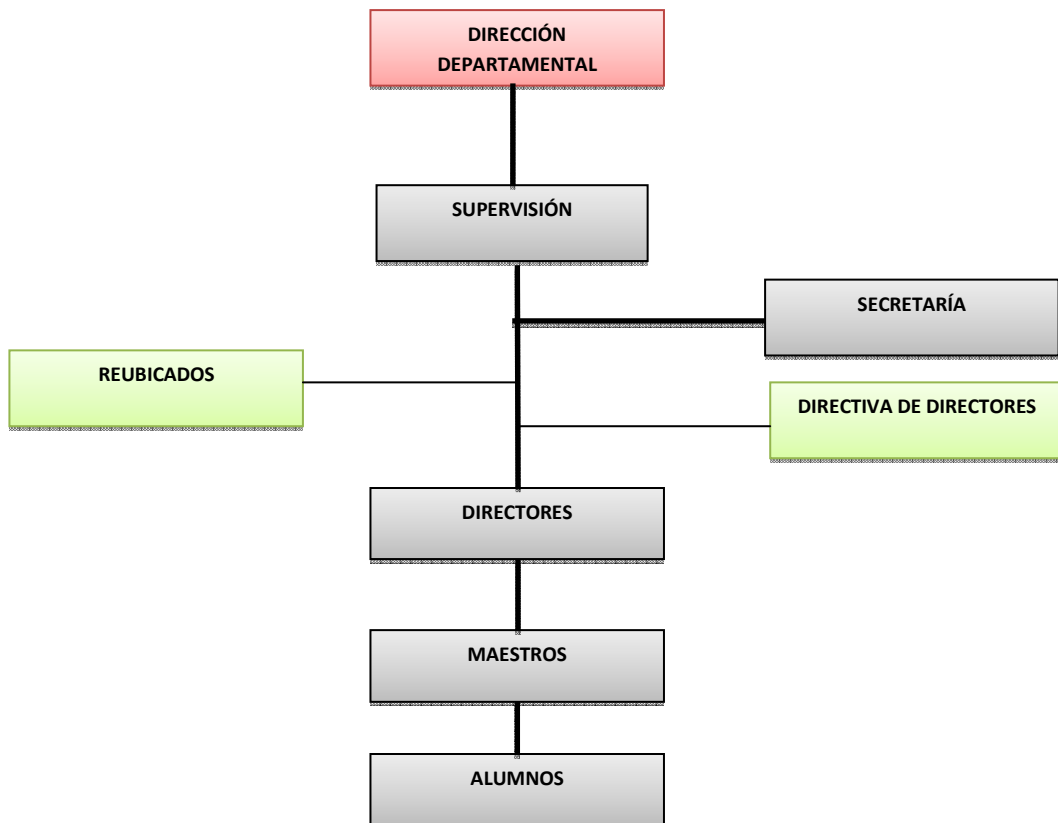 DIRECCIÓN
DEPARTAMENTAL
SUPERVISIÓN
SECRETARÍA
REUBICADOS
DIRECTIVA DE DIRECTORES
DIRECTORES
MAESTROS
ALUMNOS